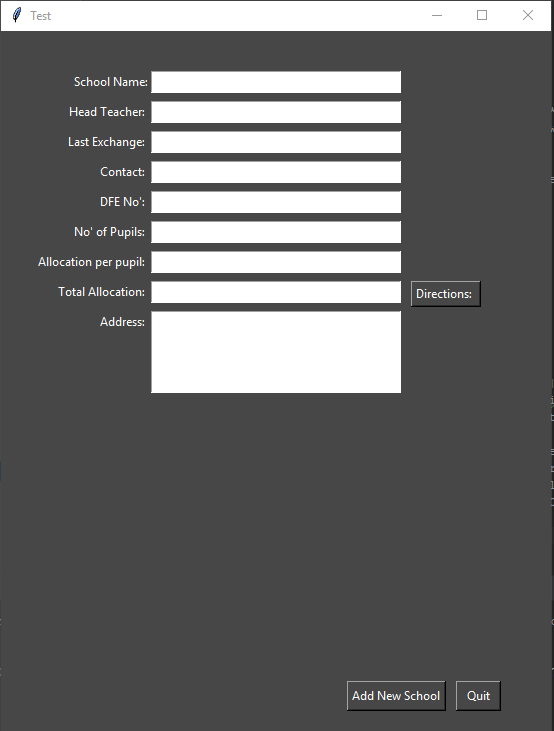 Test
School Name:
Head Teacher:
Last Exchange:
Contact:
DFE No':
No' of Pupils:
Allocation per pupil:
Total Allocation:
Directions:
Address:
Add New School
Quit